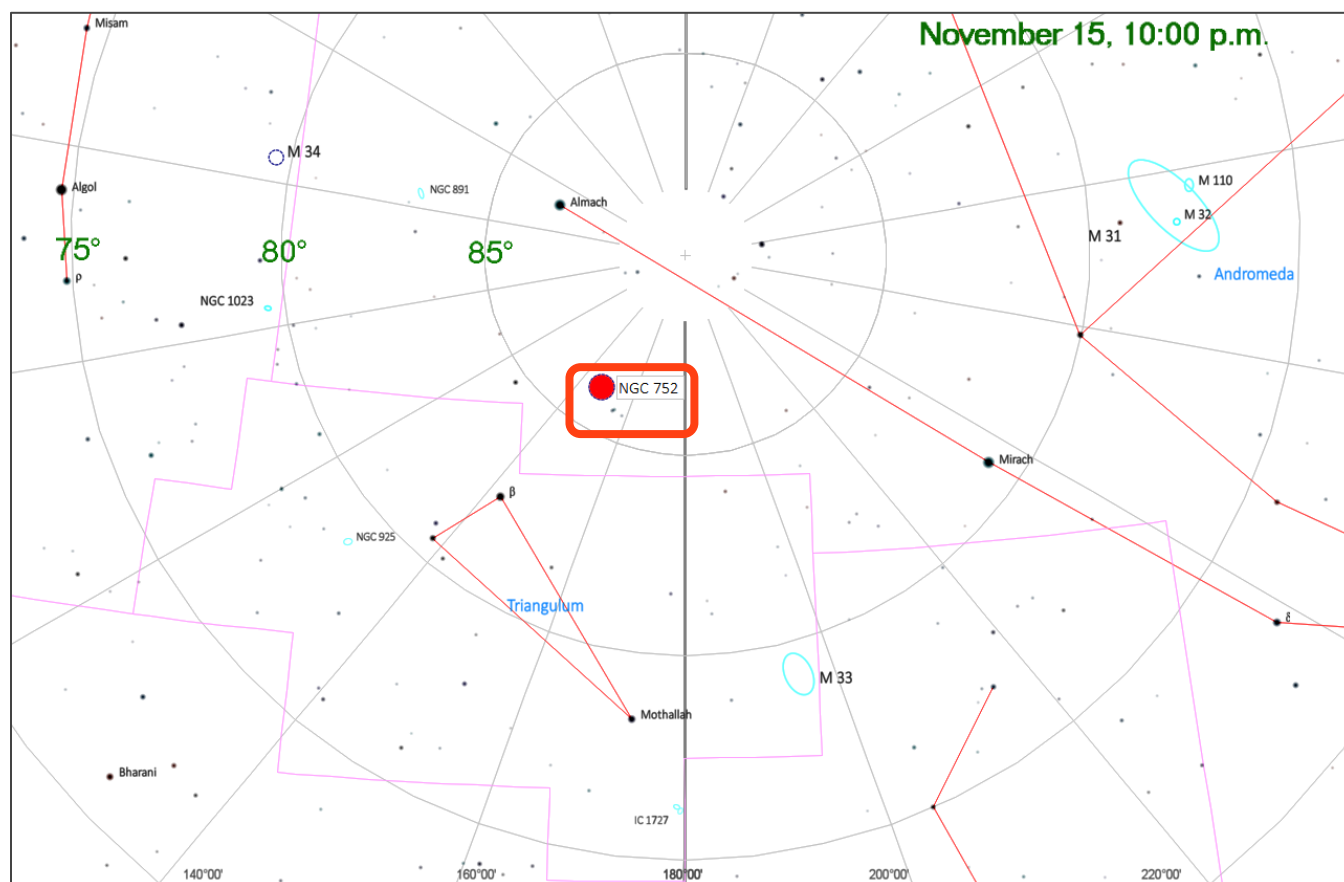 Misam
November 15, 10:00 p.m.
M 34
NGC 891
Algol
Almach
M 110
M 32
M 31
75°
80°
85°
Andromeda
ρ
NGC 1023
NGC 752
Mirach
β
NGC 925
Triangulum
δ
M 33
Mothallah
Bharani
IC 1727
140°00'
160°00'
180°00'
200°00'
220°00'